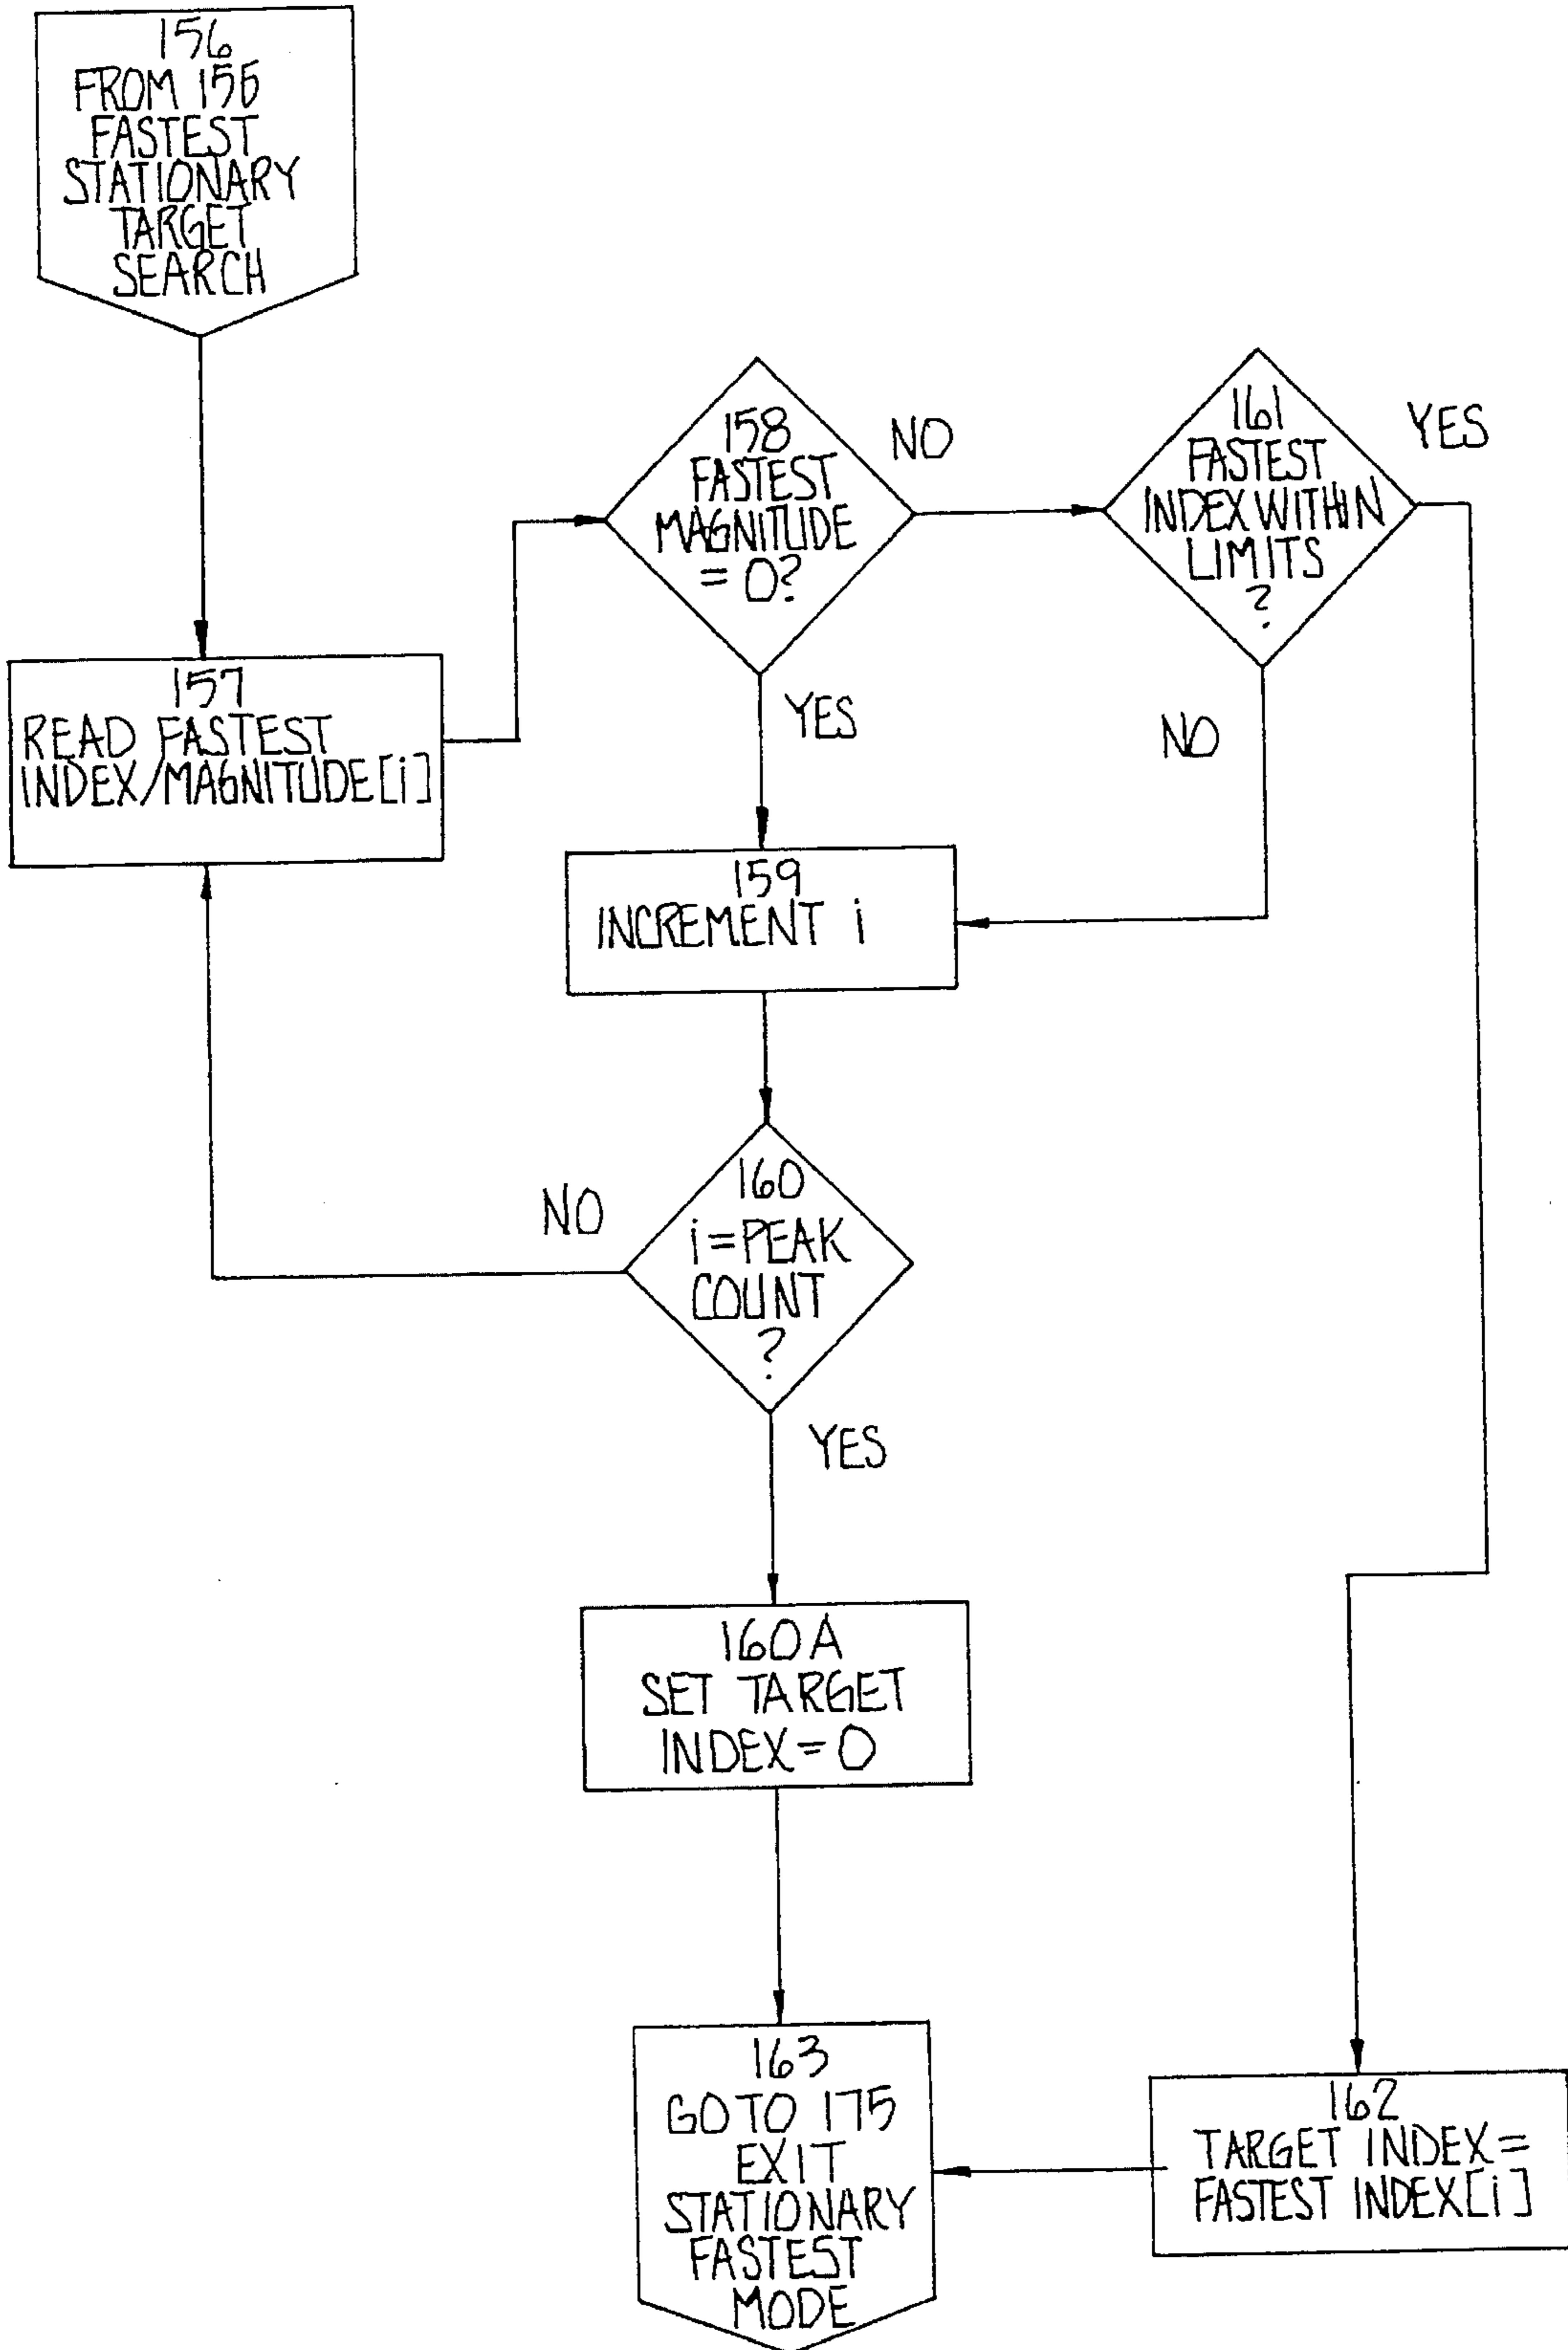 156
FROM 155
FASTEST
STATIONARY
TARGET
SEARCH
157
READ FASTEST
INDEX/MAGNITUDE[i]
158
FASTEST
MAGNITUDE
= 0?
NO
YES
161
FASTEST
INDEX WITHIN
LIMITS
?
YES
NO
159
INCREMENT i
160
i=PEAK
COUNT
?
NO
YES
160A
SET TARGET
INDEX=0
163
GO TO 175
EXIT
STATIONARY
FASTEST
MODE
162
TARGET INDEX=
FASTEST INDEX[i]